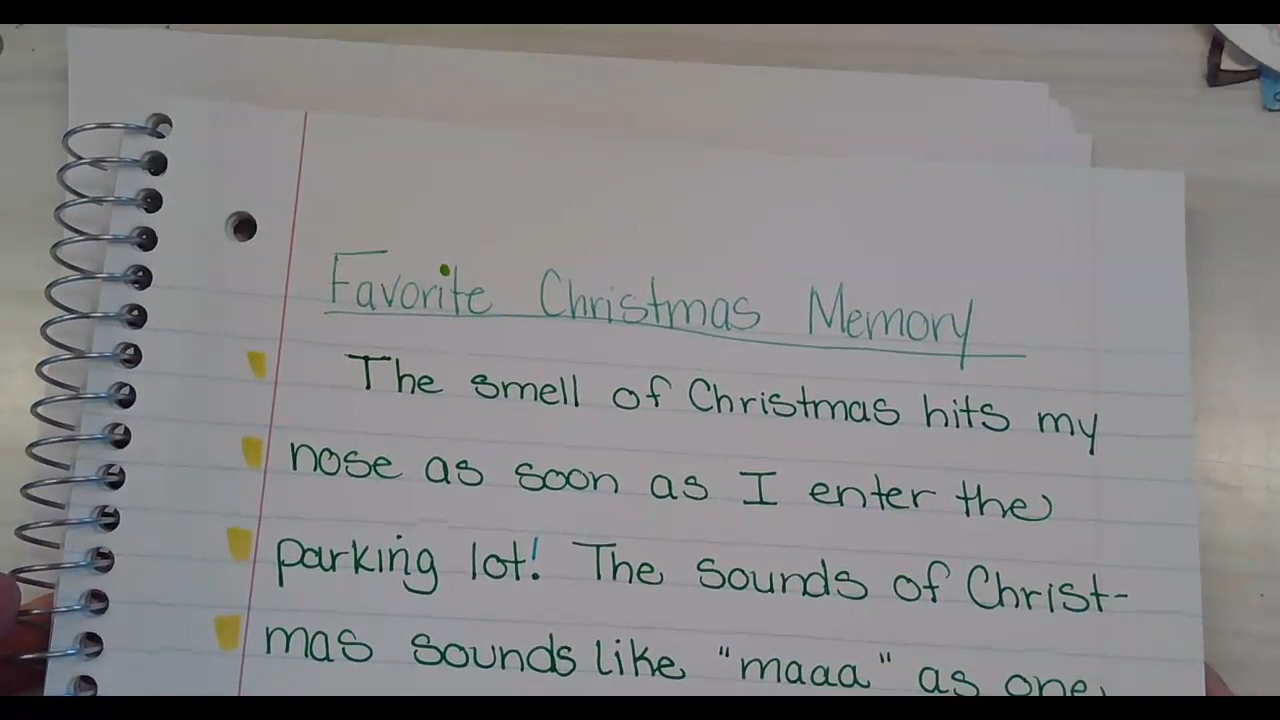 Favorite Christmas Memory
The smell of Christmas hits my
nose as soon as I enter the
parking lot! The sounds of Christ-
mas sounds like "maaa" as one